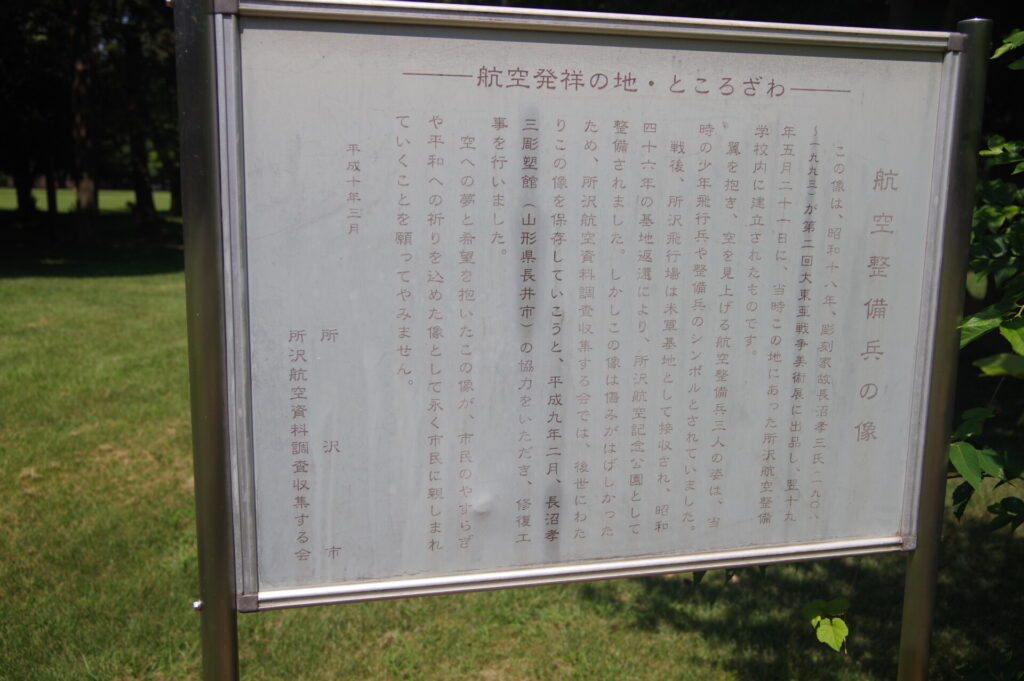 航空発祥の地・ところざわ
航空整備兵の像
この像は、昭和十八年、彫刻家故長沼孝三氏(一九〇八
～一九九三)が第二回大東亜戦争美術展に出品し、翌十九
年五月二十一日に、当時この地にあった所沢航空整備
学校内に建立されたものです。
翼を抱き、空を見上げる航空整備兵三人の姿は、当
時の少年飛行兵や整備兵のシンボルとされていました。
戦後、所沢飛行場は米軍基地として接収され、昭和
四十六年の基地返還により、所沢航空記念公園として
整備されました。しかしこの像は傷みがはげしかった
ため、所沢航空資料調査収集する会では、後世にわた
りこの像を保存していこうと、平成九年二月、長沼孝
三彫塑館(山形県長井市)の協力をいただき、修復工
事を行いました。
空への夢と希望を抱いたこの像が、市民のやすらぎ
や平和への祈りを込めた像として永く市民に親しまれ
ていくことを願ってやみません。
平成十年三月
所沢市
所沢航空資料調査収集する会